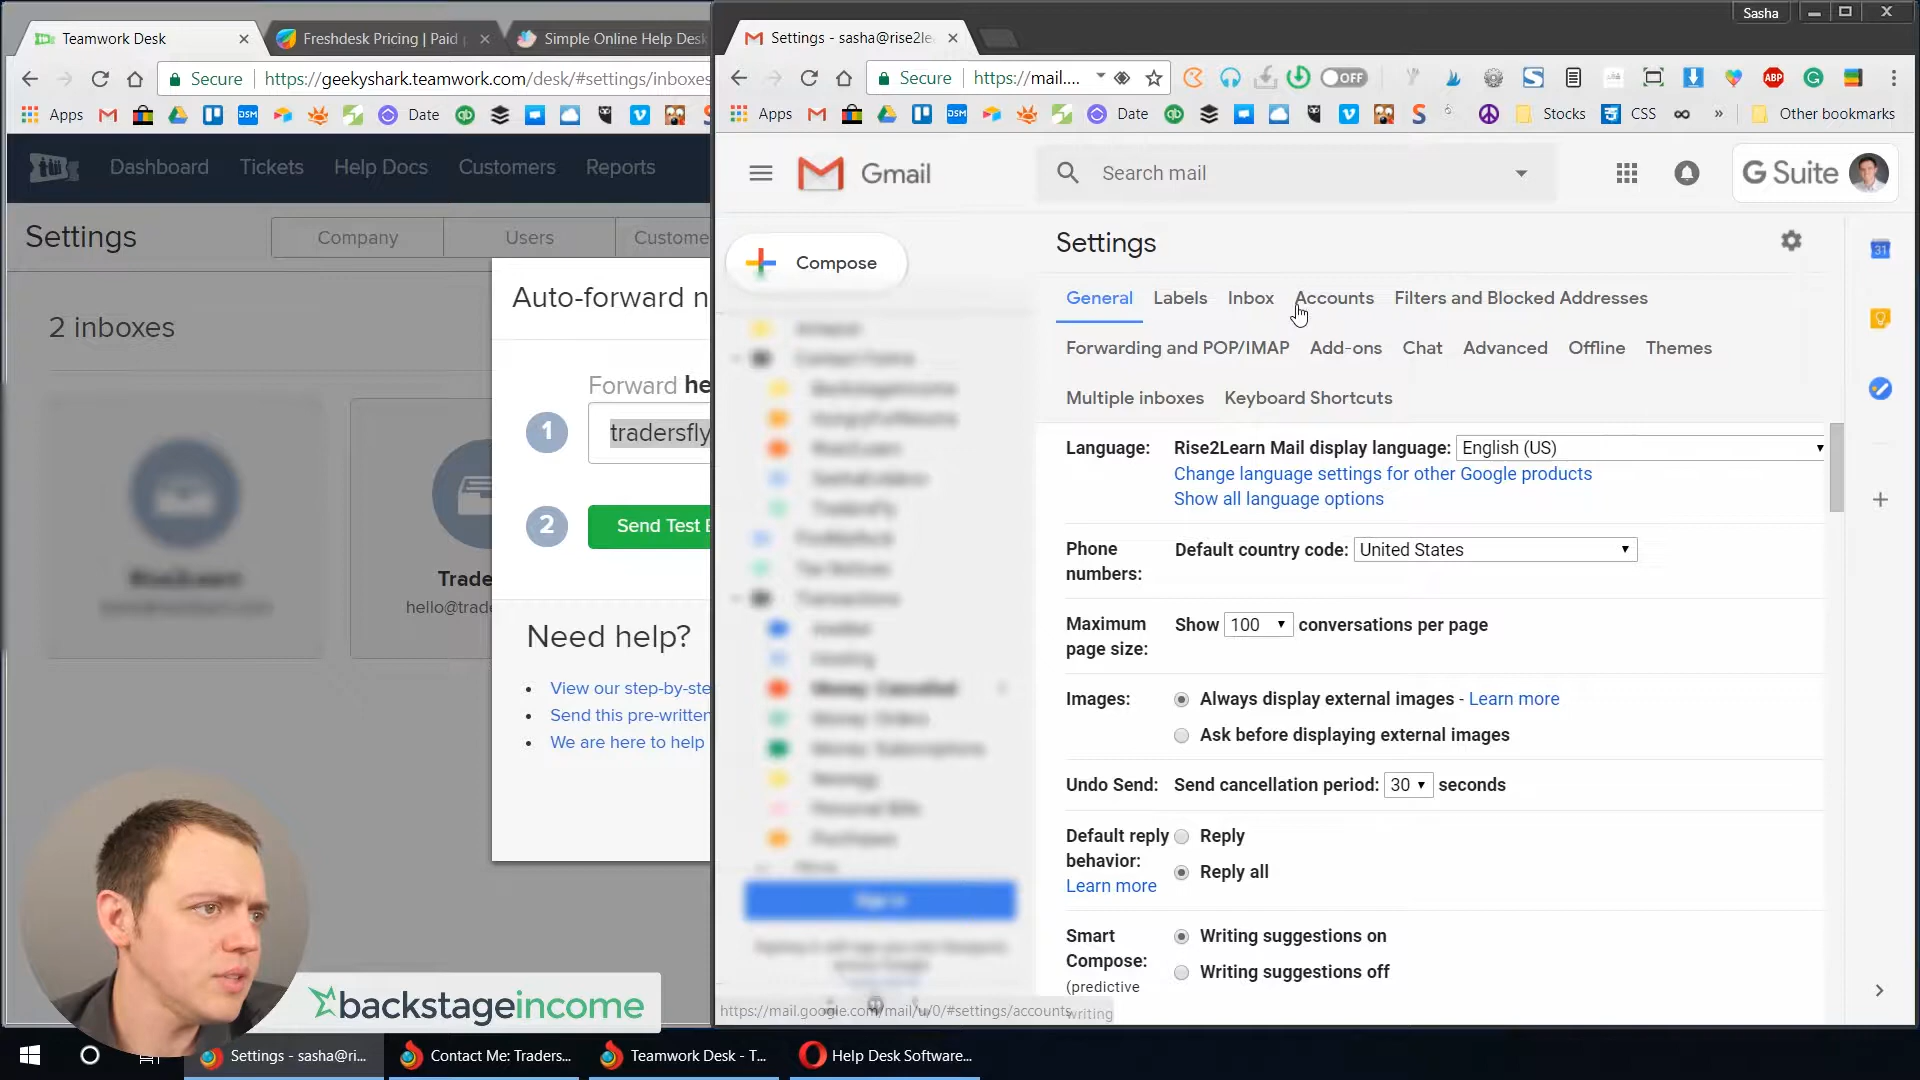 Teamwork Desk
Freshdesk Pricing | Paid
Simple Online Help Desk
Secure
https://geekyshark.teamwork.com/desk/#settings/inboxes
Apps
Date
Dashboard
Tickets
Help Docs
Customers
Reports
Settings
Company
Users
Custome
2 inboxes
Trade
hello@trade
Auto-forward n
Forward he
1
tradersfly
2
Send Test E
Need help?
View our step-by-ste
Send this pre-written
We are here to help
Sasha
Settings - sasha@rise2le
Secure
https://mail....
OFF
ABP
Apps
DSM
Date
Stocks
CSS
»
Other bookmarks
Gmail
Search mail
G Suite
Compose
Settings
General
Labels
Inbox
Accounts
Filters and Blocked Addresses
Forwarding and POP/IMAP
Add-ons
Chat
Advanced
Offline
Themes
Multiple inboxes
Keyboard Shortcuts
31
Language:
Rise2Learn Mail display language: English (US)
Change language settings for other Google products
Show all language options
Phone numbers:
Default country code: United States
Maximum page size:
Show 100 conversations per page
Images:
Always display external images - Learn more
Ask before displaying external images
Undo Send:
Send cancellation period: 30 seconds
Default reply behavior:
Learn more
Reply
Reply all
Smart Compose:
(predictive
writing
Writing suggestions on
Writing suggestions off
https://mail.google.com/mail/u/0/#settings/accounts
backstageincome
Settings - sasha@ri...
Contact Me: Traders...
Teamwork Desk - T...
Help Desk Software...